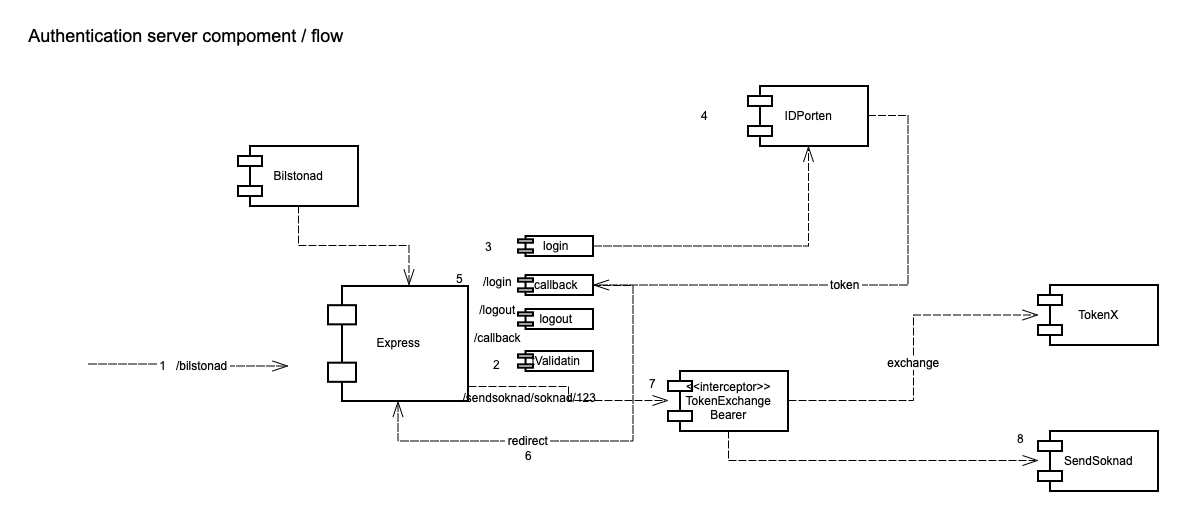 Authentication server compoment / flow
4
IDPorten
Bilstonad
3
login
5
/login
callback
token
/logout
logout
TokenX
Express
/callback
2
Validatin
1
/bilstonad
exchange
7
<<interceptor>>
TokenExchange
Bearer
/sendsoknad/soknad/123
redirect
6
8
SendSoknad